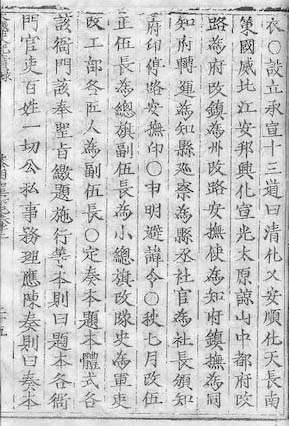 衣○設立承宣十三道曰清化乂安順化天長南
策國威北江安邦興化宣光太原諒山中都府改
路為府改鎮為州改路安撫使為知府鎮撫為同
知府轉運為知縣巡察為縣丞社官為社長頒知
府印停路安撫印○申明避諱令○秋七月改伍
正伍長為總旗副伍長為小總旗改隊史為軍吏
改工部各匠人為副伍長○定奏本題本體式各
該衙門該奉聖旨繳題施行等本則曰題本各衙
門官吏百姓一切公私事務理應陳奏則曰奏本